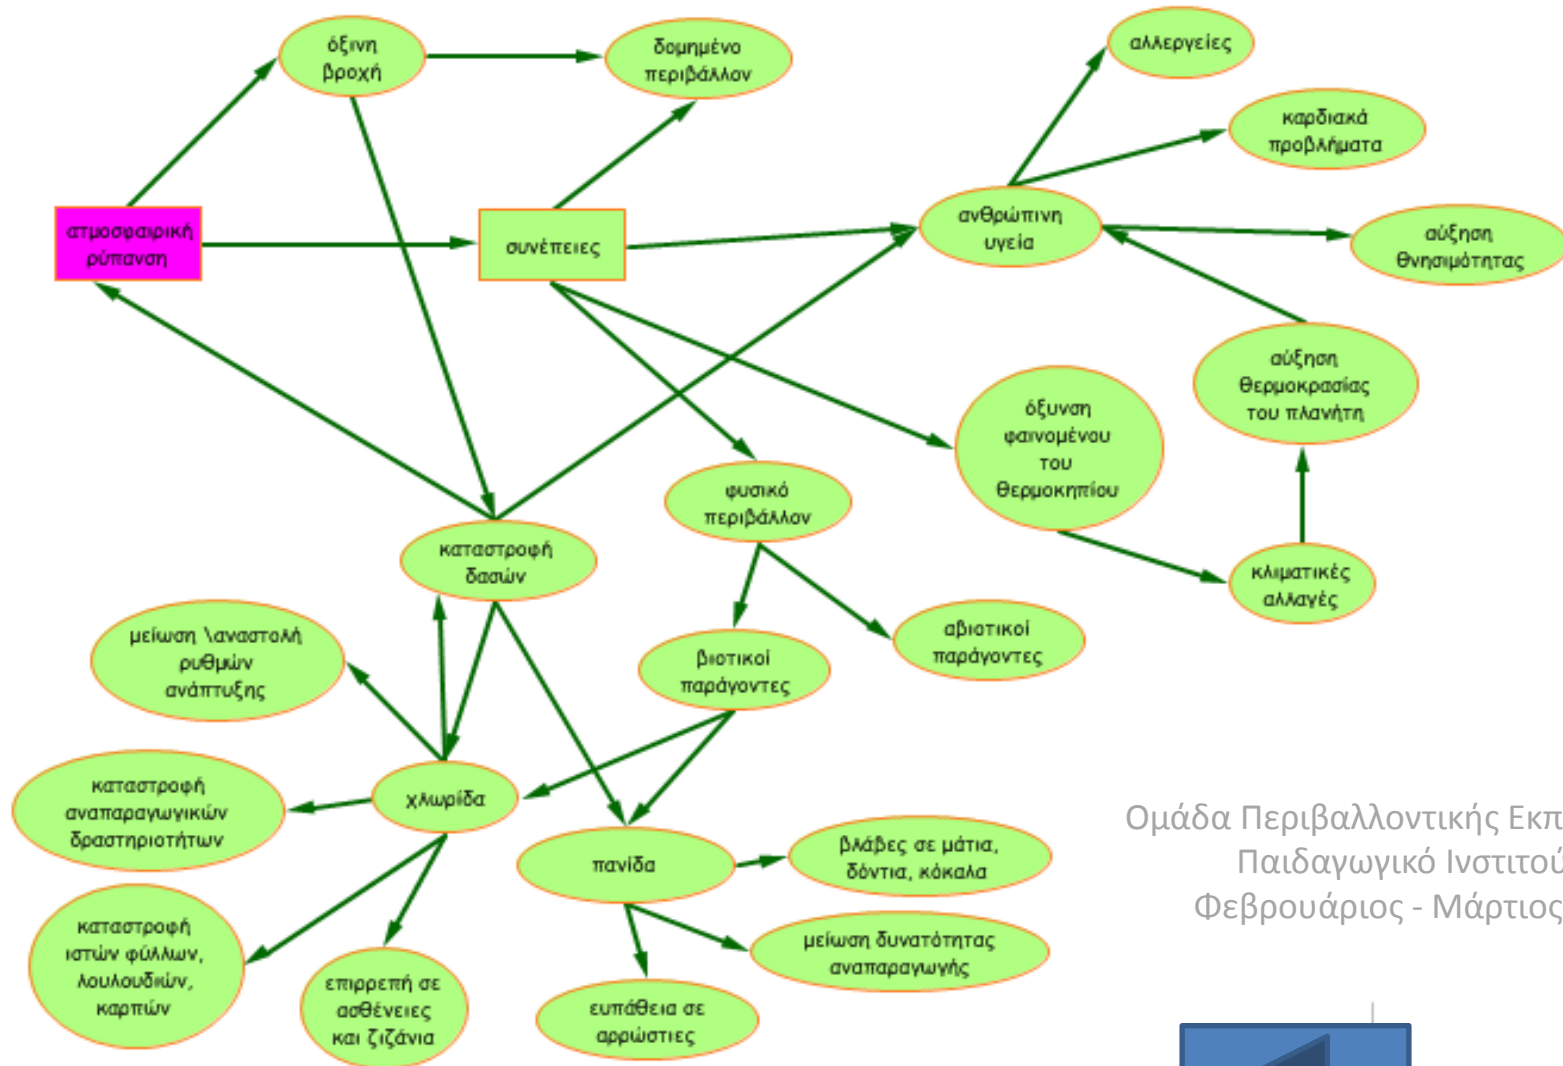 όξινη
βροχή
δομημένο
περιβάλλον
αλλεργείες
καρδιακά
προβλήματα
ατμοσφαιρική
ρύπανση
συνέπειες
ανθρώπινη
υγεία
αύξηση
θνησιμότητας
αύξηση
θερμοκρασίας
του πλανήτη
όξυνση
φαινομένου
του
θερμοκηπίου
φυσικό
περιβάλλον
καταστροφή
δασών
κλιματικές
αλλαγές
μείωση \αναστολή
ρυθμών
ανάπτυξης
βιοτικοί
παράγοντες
αβιοτικοί
παράγοντες
καταστροφή
αναπαραγωγικών
δραστηριοτήτων
χλωρίδα
πανίδα
βλάβες σε μάτια,
δόντια, κόκαλα
καταστροφή
ιστών φύλλων,
λουλουδιών,
καρπών
επιρρεπή σε
ασθένειες
και ζιζάνια
ευπάθεια σε
αρρώστιες
μείωση δυνατότητας
αναπαραγωγής
Ομάδα Περιβαλλοντικής
Παιδαγωγικό
Φεβρουάριος - Μάρτιος